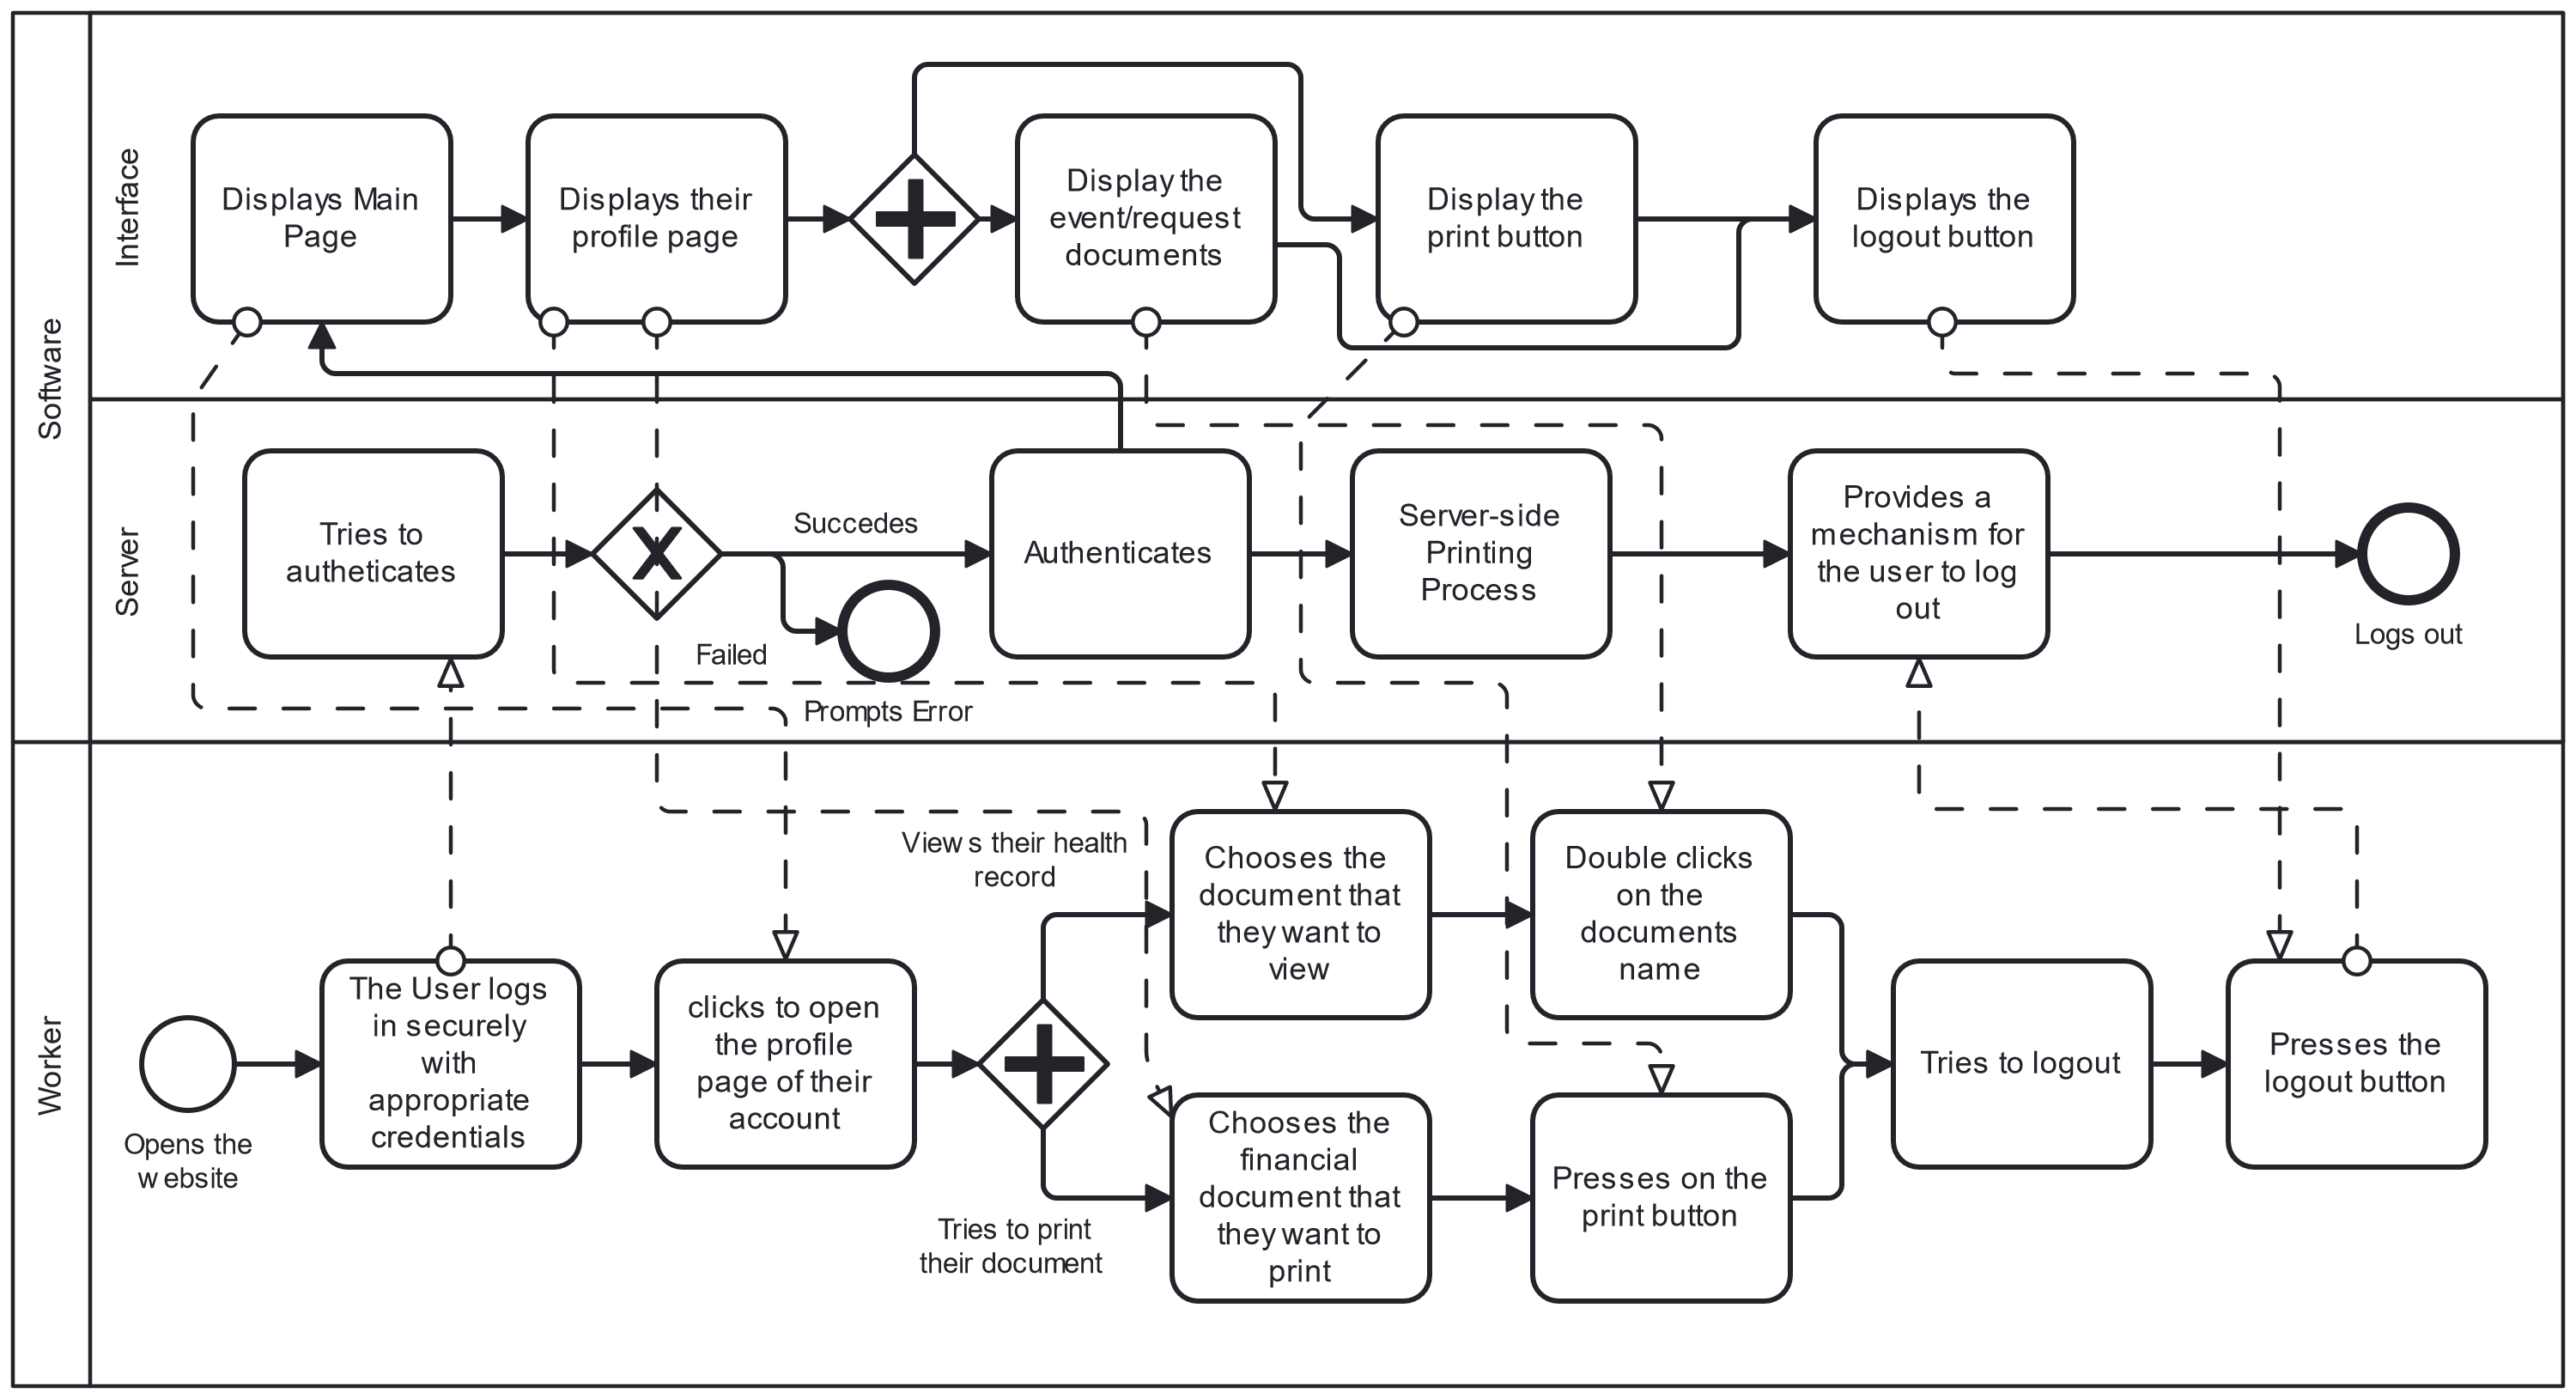 Software
Interface
Displays Main
Page
Displays their
profile page
Display the
event/request
documents
Display the
print button
Displays the
logout button
Server
Tries to
autheticates
X
Succedes
Failed
Prompts Error
Authenticates
Server-side
Printing
Process
Provides a
mechanism for
the user to log
out
Logs out
Worker
Opens the
website
The User logs
in securely
with
appropriate
credentials
clicks to open
the profile
page of their
account
Views their health
record
Tries to print
their document
Chooses the
document that
they want to
view
Double clicks
on the
documents
name
Chooses the
financial
document that
they want to
print
Presses on the
print button
Tries to logout
Presses the
logout button